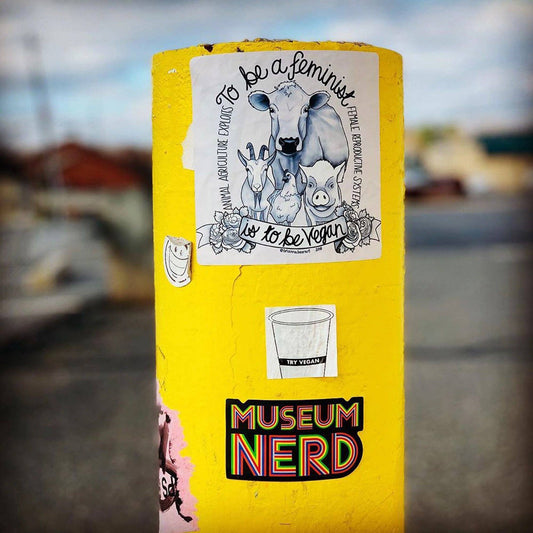 To be a feminist
ANIMAL AGRICULTURE EXPLOITS
FEMALE REPRODUCTIVE SYSTEMS
is to be Vegan
TRY VEGAN
MUSEUM
NERD